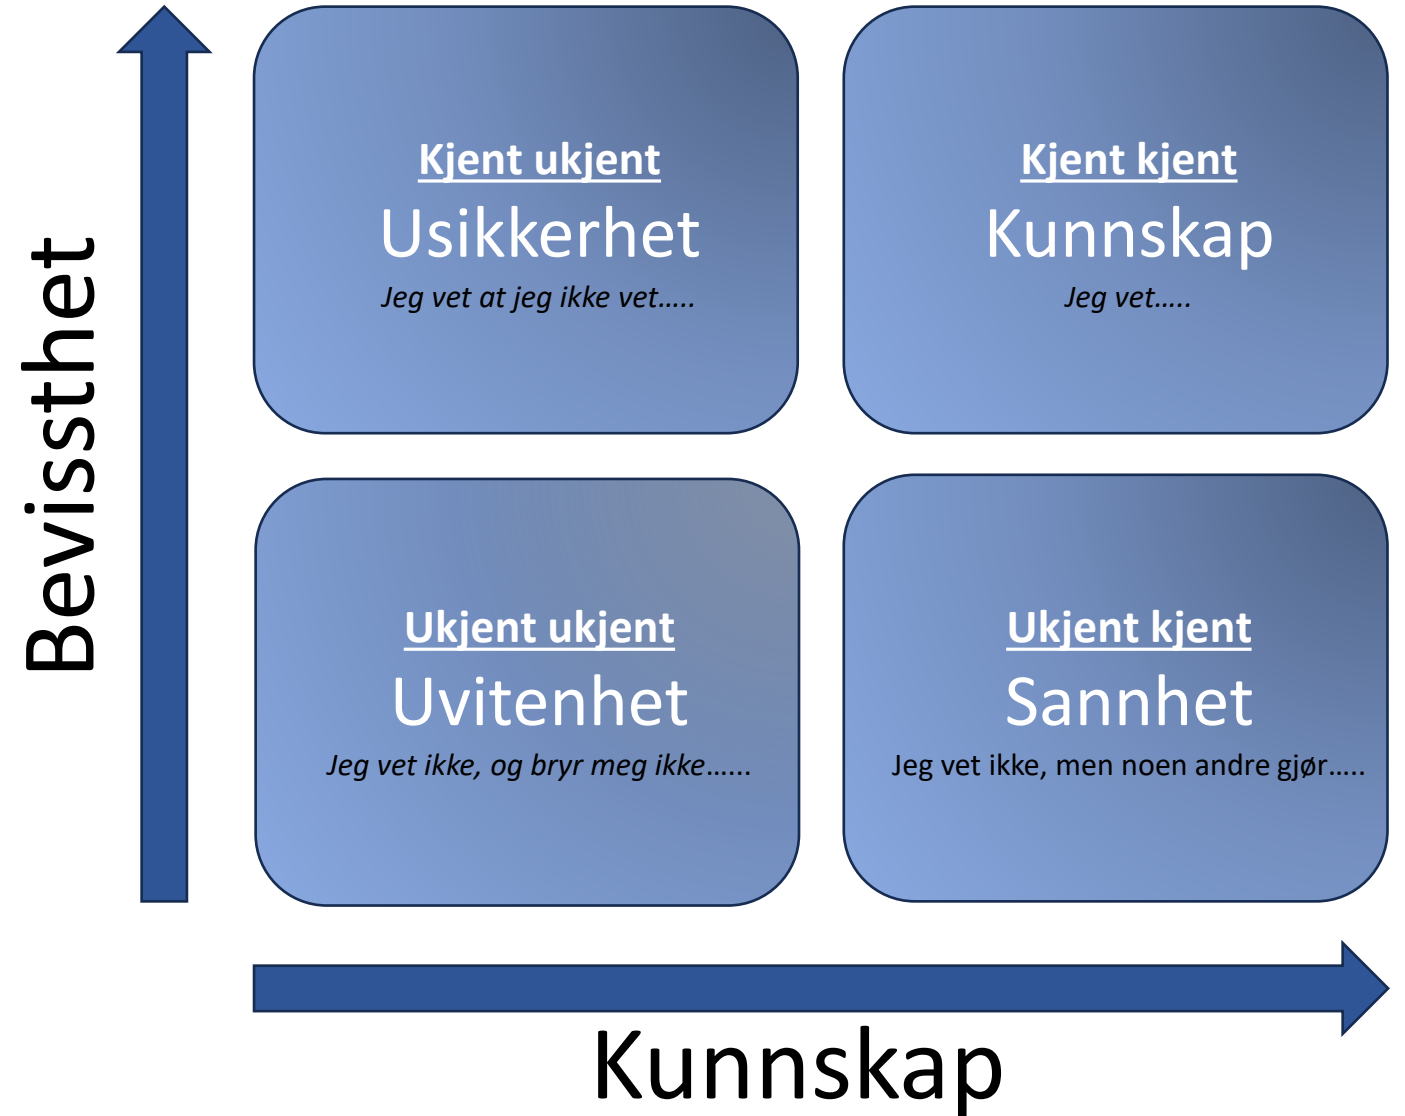 Bevissthet
Kjent ukjent
Usikkerhet
Jeg vet at jeg ikke vet.....
Kjent kjent
Kunnskap
Jeg vet.....
Ukjent ukjent
Uvitenhet
Jeg vet ikke, og bryr meg ikke......
Ukjent kjent
Sannhet
Jeg vet ikke, men noen andre gjør.....
Kunnskap